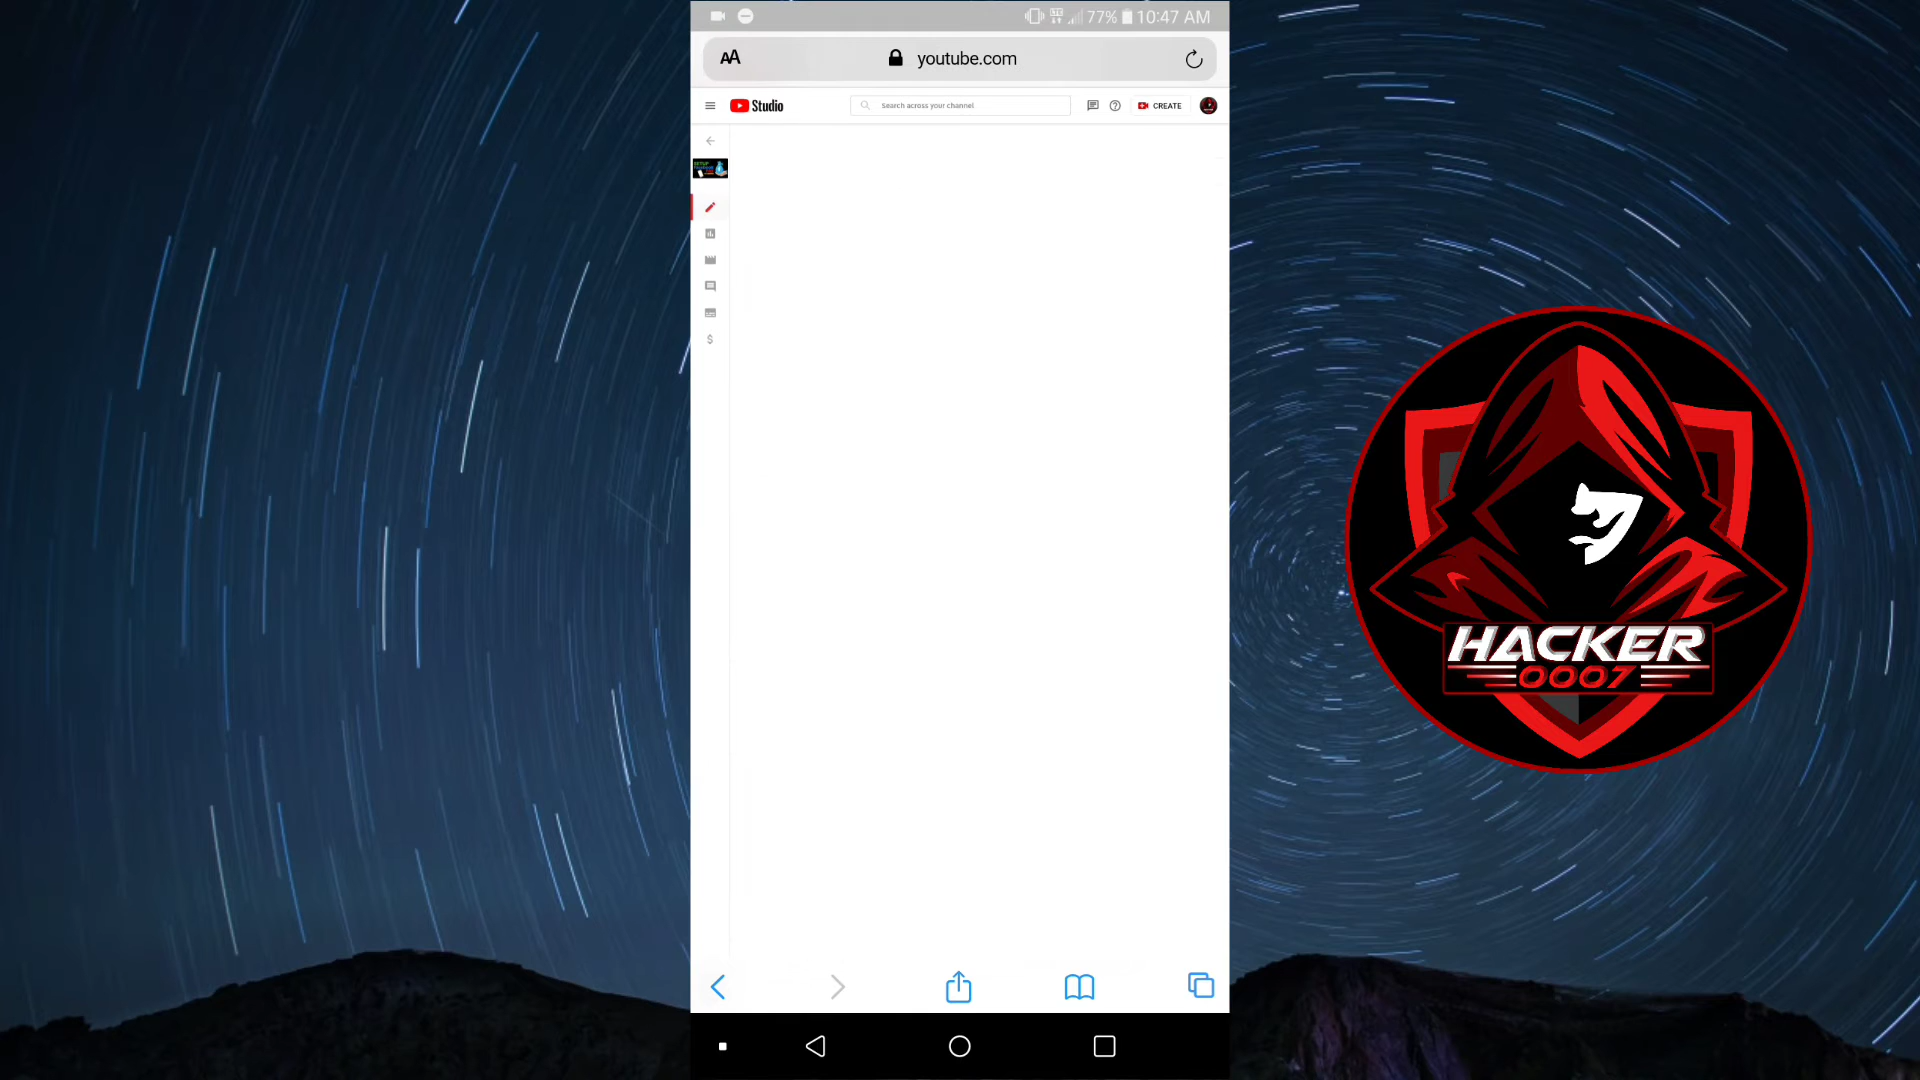 77% 10:47 AM
AA youtube.com
Studio
Search across your channel
CREATE
HACKER
0007